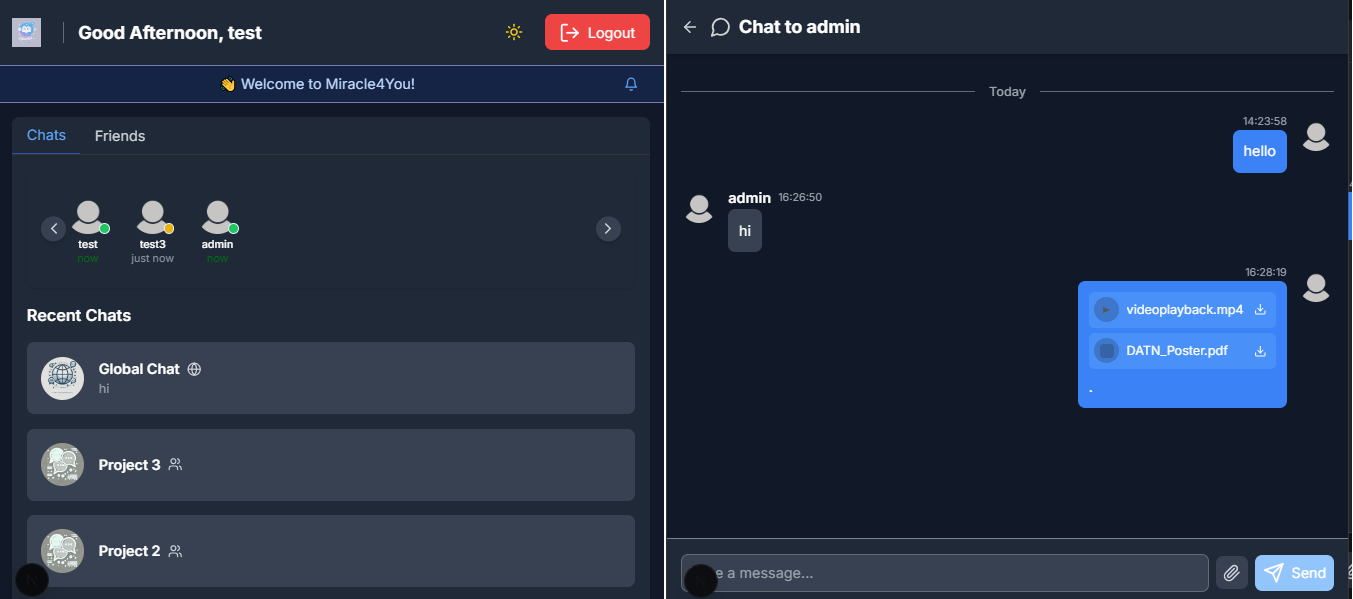 Good Afternoon, test
Logout
👋 Welcome to Miracle4You!
Chats
Friends
test
now
test3
just now
admin
now
Recent Chats
Global Chat
hi
Project 3
Project 2
Chat to admin
Today
14:23:58
hello
admin 16:26:50
hi
16:28:19
videoplayback.mp4
DATN_Poster.pdf
.
e a message...
Send